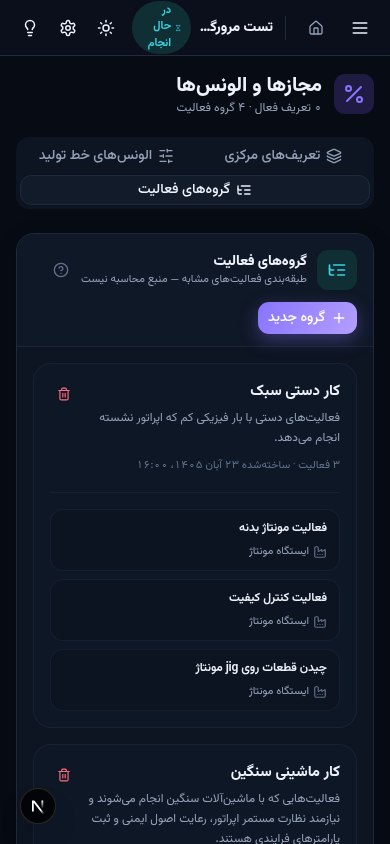 تست مرورگ...
در
حال
انجام
مجازها و الونس‌ها
۰ تعریف فعال · ۴ گروه فعالیت
تعریف‌های مرکزی
الونس‌های خط تولید
گروه‌های فعالیت
گروه‌های فعالیت
طبقه‌بندی فعالیت‌های مشابه — منبع محاسبه نیست
گروه جدید
کار دستی سبک
فعالیت‌های دستی با بار فیزیکی کم که اپراتور نشسته
انجام می‌دهد.
۳ فعالیت · ساخته‌شده ۲۳ آبان ۱۴۰۵، ۱۶:۰۰
فعالیت مونتاژ بدنه
ایستگاه مونتاژ
فعالیت کنترل کیفیت
ایستگاه مونتاژ
چیدن قطعات روی jig مونتاژ
ایستگاه مونتاژ
کار ماشینی سنگین
فعالیت‌هایی که با ماشین‌آلات سنگین انجام می‌شوند و
نیازمند نظارت مستمر اپراتور، رعایت اصول ایمنی و ثبت
پارامترهای فرایندی هستند.
N